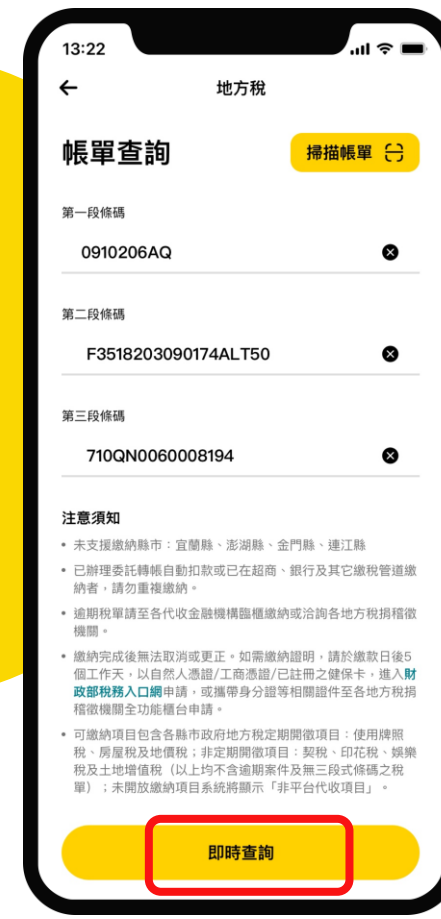 13:22
地方稅
帳單查詢
掃描帳單
第一段條碼
0910206AQ
第二段條碼
F3518203090174ALT50
第三段條碼
710QN0060008194
注意須知
• 未支援繳納縣市：宜蘭縣、澎湖縣、金門縣、連江縣
• 已辦理委託轉帳自動扣款或已在超商、銀行及其它繳稅管道繳
納者，請勿重複繳納。
• 逾期稅單請至各代收金融機構臨櫃繳納或洽詢各地方稅捐稽徵
機關。
• 繳納完成後無法取消或更正。如需繳納證明，請於繳款日後5
個工作天，以自然人憑證/工商憑證/已註冊之健保卡，進入財
政部稅務入口網申請，或攜帶身分證等相關證件至各地方稅捐
稽徵機關全功能櫃台申請。
• 可繳納項目包含各縣市政府地方稅定期開徵項目：使用牌照
稅、房屋稅及地價稅；非定期開徵項目：契稅、印花稅、娛樂
稅及土地增值稅（以上均不含逾期案件及無三段式條碼之稅
單）；未開放繳納項目系統將顯示「非平台代收項目」。
即時查詢